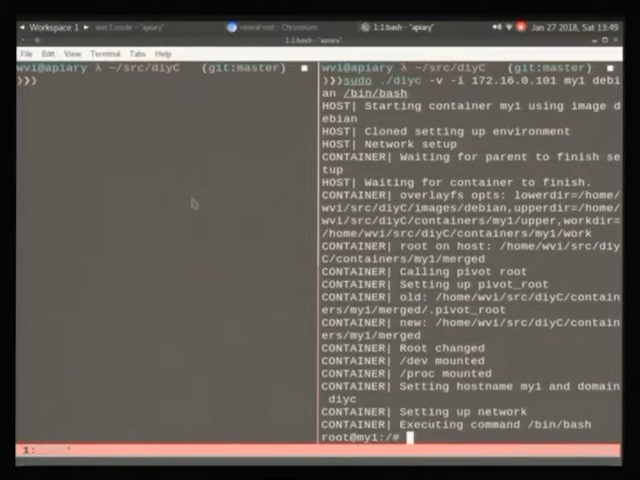 Workspace 1
1:1:bash - "apiary"
Jan 27 2018, Sat 13:49
1:1:bash - "apiary"
File Edit View Terminal Tabs Help
wvi@apiary λ ~/src/diyC (git:master)
❯❯❯
wvi@apiary λ ~/src/diyC (git:master)
❯❯❯sudo ./diyc -v -i 172.16.0.101 my1 debi
an /bin/bash
HOST| Starting container my1 using image d
ebian
HOST| Cloned setting up environment
HOST| Network setup
CONTAINER| Waiting for parent to finish se
tup
HOST| Waiting for container to finish.
CONTAINER| overlayfs opts: lowerdir=/home/
wvi/src/diyC/images/debian,upperdir=/home/
wvi/src/diyC/containers/my1/upper,workdir=
/home/wvi/src/diyC/containers/my1/work
CONTAINER| root on host: /home/wvi/src/diy
C/containers/my1/merged
CONTAINER| Calling pivot root
CONTAINER| Setting up pivot_root
CONTAINER| old: /home/wvi/src/diyC/contain
ers/my1/merged/.pivot_root
CONTAINER| new: /home/wvi/src/diyC/contain
ers/my1/merged
CONTAINER| Root changed
CONTAINER| /dev mounted
CONTAINER| /proc mounted
CONTAINER| Setting hostname my1 and domain
diyc
CONTAINER| Setting up network
CONTAINER| Executing command /bin/bash
root@my1:/#
1: